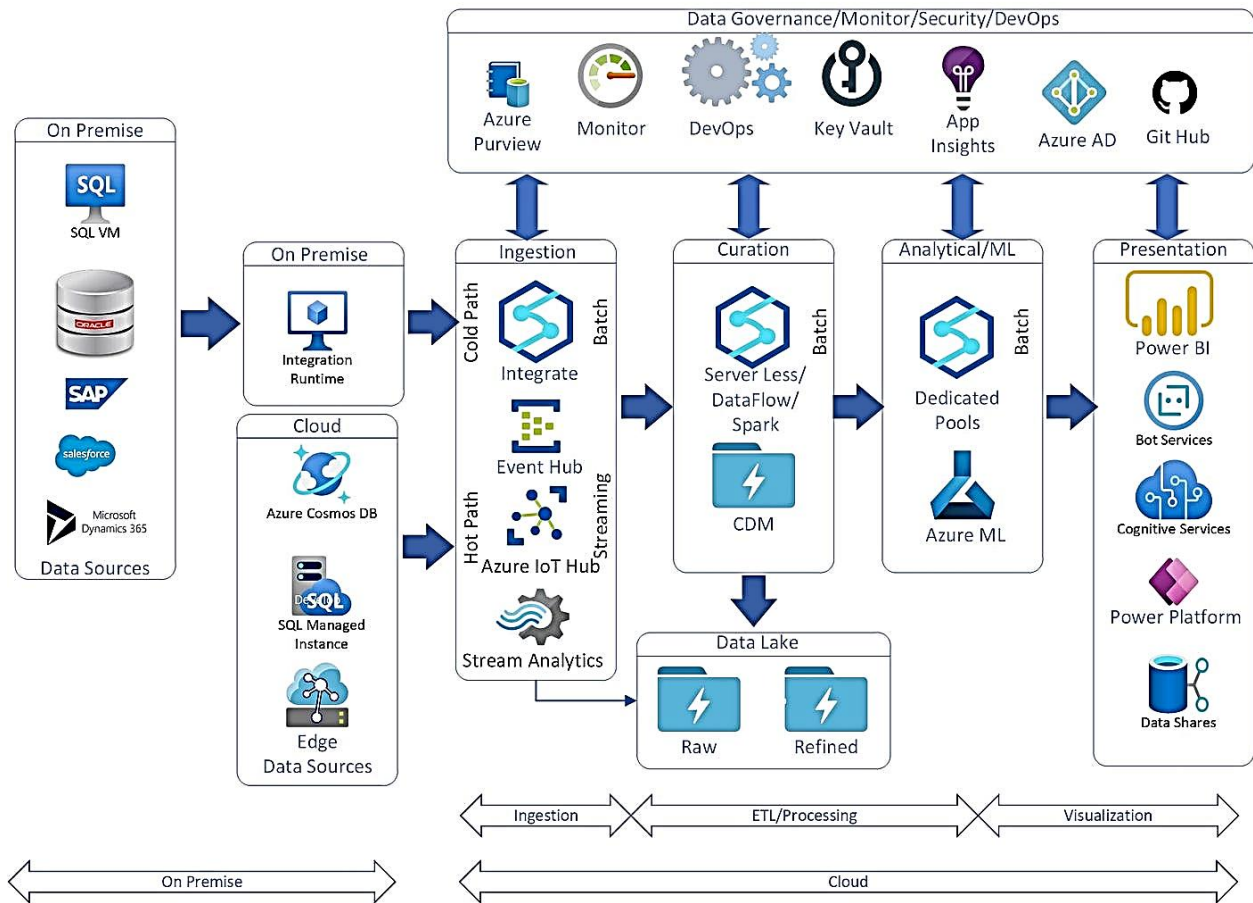 Data Governance/Monitor/Security/DevOps
Azure
Purview
Monitor
DevOps
Key Vault
App
Insights
Azure AD
Git Hub
On Premise
SQL
SQL VM
ORACLE
SAP
salesforce
Microsoft
Dynamics 365
Data Sources
On Premise
Integration
Runtime
Cloud
Azure Cosmos DB
Develop
SQL
SQL Managed
Instance
Edge
Data Sources
Ingestion
Cold Path
Batch
Integrate
Event Hub
Hot Path
Streaming
Azure IoT Hub
Stream Analytics
Curation
Batch
Server Less/
DataFlow/
Spark
CDM
Data Lake
Raw
Refined
Analytical/ML
Batch
Dedicated
Pools
Azure ML
Presentation
Power BI
Bot Services
Cognitive Services
Power Platform
Data Shares
Ingestion
ETL/Processing
Visualization
On Premise
Cloud